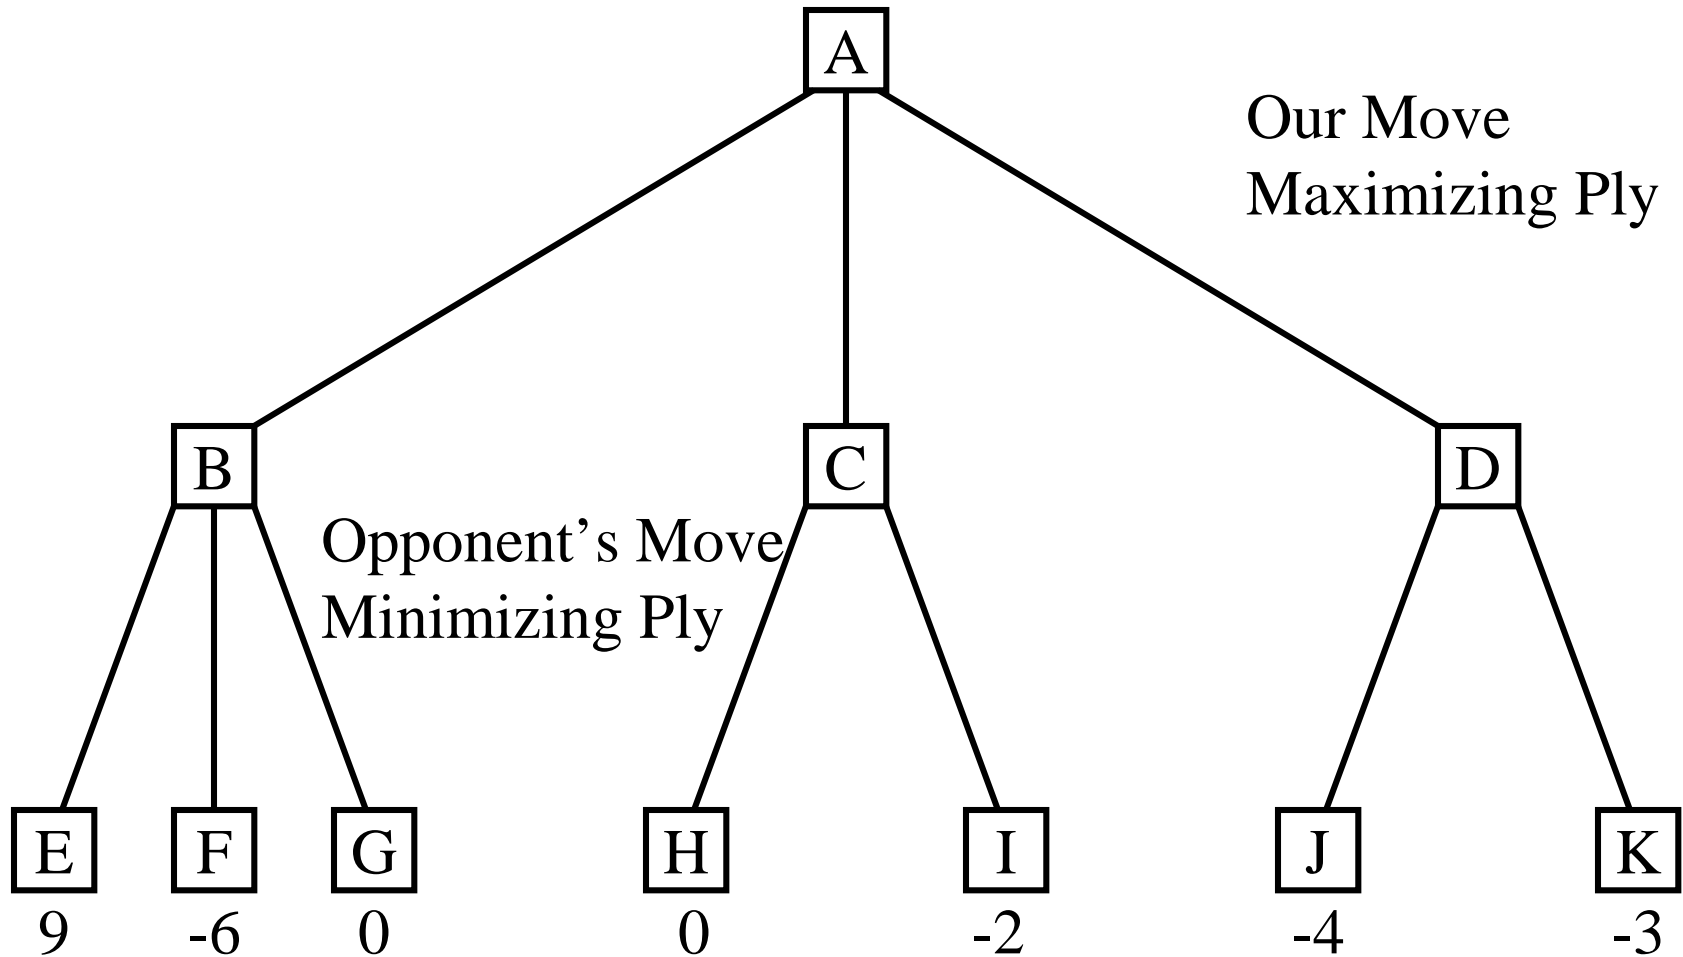 A
Our Move
Maximizing Ply
B
C
D
Opponent’s Move
Minimizing Ply
E F G H I J K
9 -6 0 0 -2 -4 -3